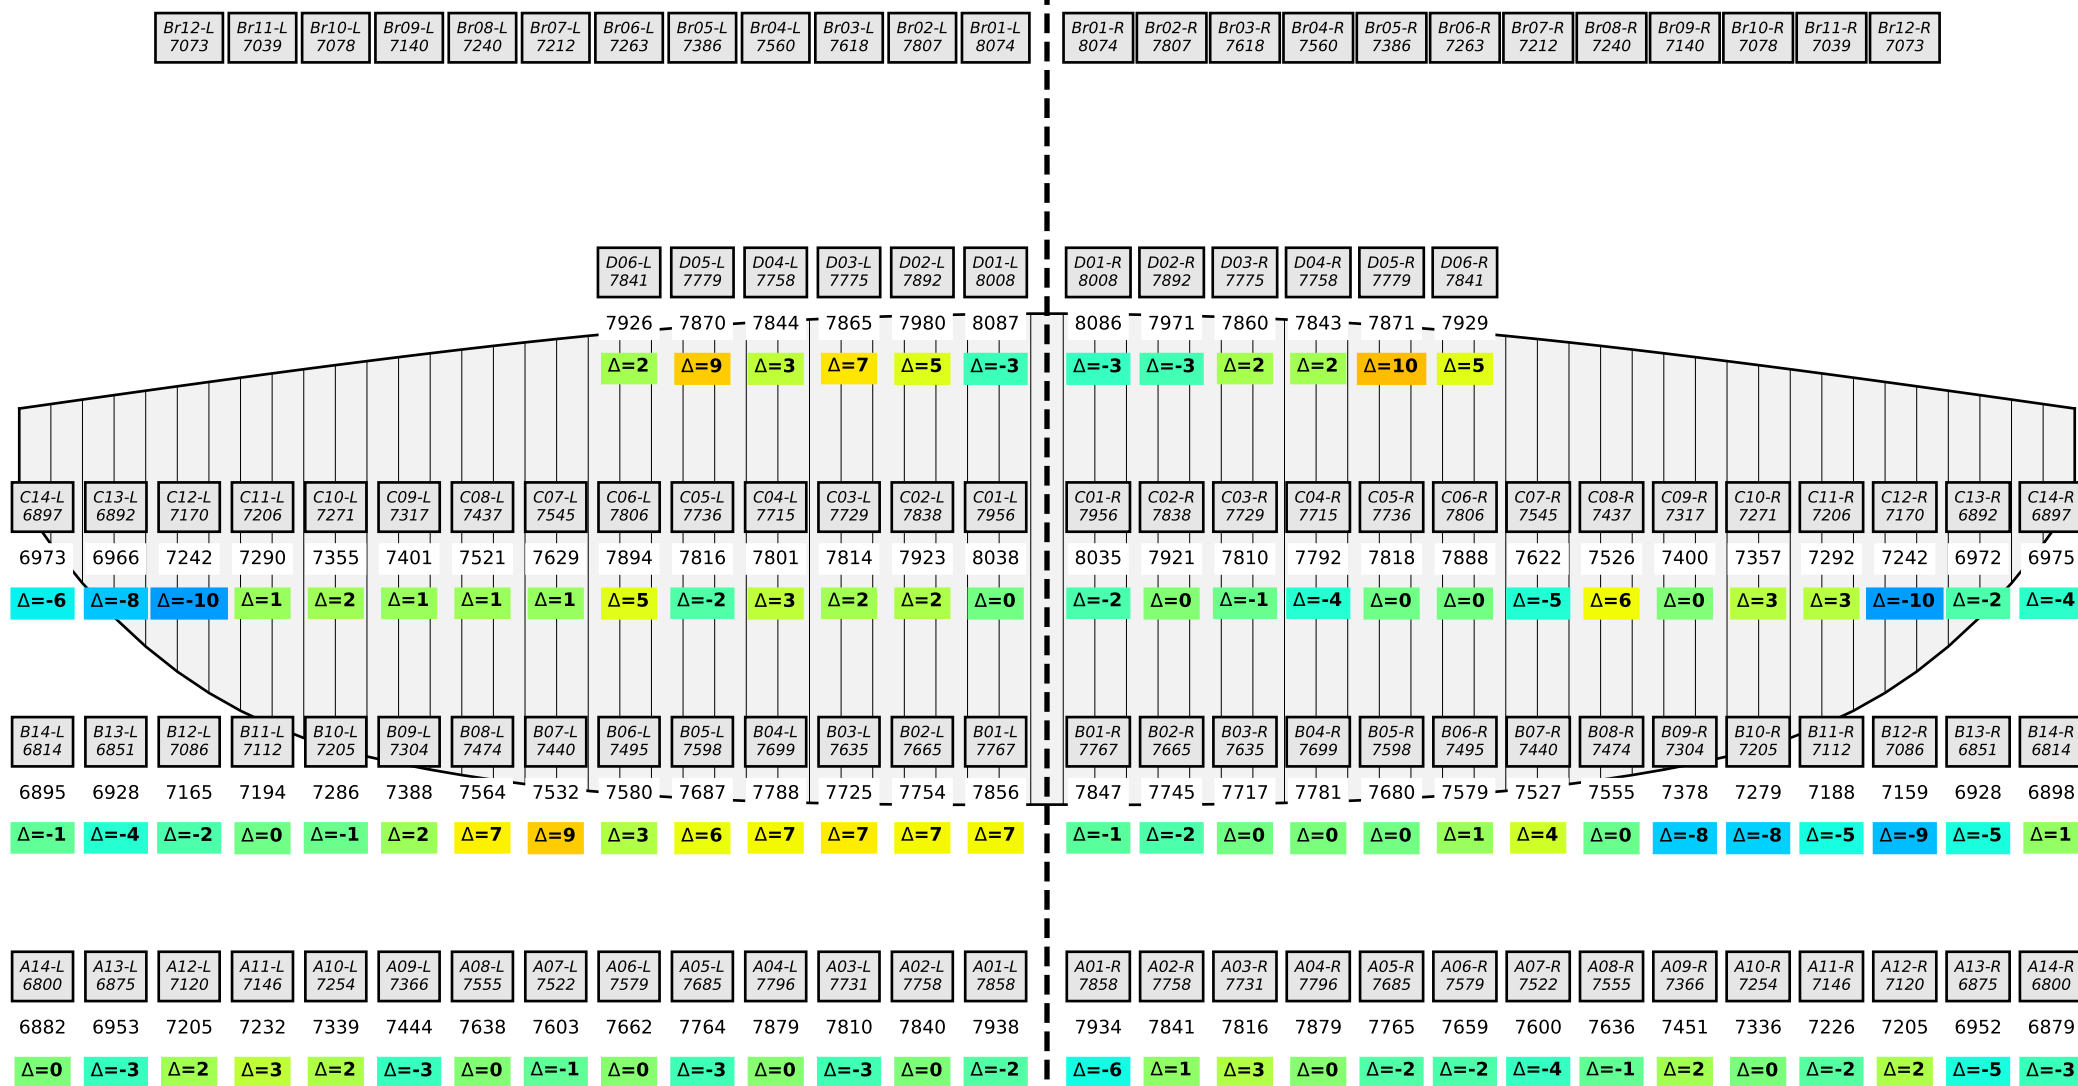 Br12-L Br11-L Br10-L Br09-L Br08-L Br07-L Br06-L Br05-L Br04-L Br03-L Br02-L Br01-L Br01-R Br02-R Br03-R Br04-R Br05-R Br06-R Br07-R Br08-R Br09-R Br10-R Br11-R Br12-R
7073 7039 7078 7140 7240 7212 7263 7386 7560 7618 7807 8074 8074 7807 7618 7560 7386 7263 7212 7240 7140 7078 7039 7073
D06-L D05-L D04-L D03-L D02-L D01-L D01-R D02-R D03-R D04-R D05-R D06-R
7841 7779 7758 7775 7892 8008 8008 7892 7775 7758 7779 7841
7926 7870 7844 7865 7980 8087 8086 7971 7860 7843 7871 7929
Δ=2 Δ=9 Δ=3 Δ=7 Δ=5 Δ=-3 Δ=-3 Δ=-3 Δ=2 Δ=2 Δ=10 Δ=5
C14-L C13-L C12-L C11-L C10-L C09-L C08-L C07-L C06-L C05-L C04-L C03-L C02-L C01-L C01-R C02-R C03-R C04-R C05-R C06-R C07-R C08-R C09-R C10-R C11-R C12-R C13-R C14-R
6897 6892 7170 7206 7271 7317 7437 7545 7806 7736 7715 7729 7838 7956 7956 7838 7729 7715 7736 7806 7545 7437 7317 7271 7206 7170 6892 6897
6973 6966 7242 7290 7355 7401 7521 7629 7894 7816 7801 7814 7923 8038 8035 7921 7810 7792 7818 7888 7622 7526 7400 7357 7292 7242 6972 6975
Δ=-6 Δ=-8 Δ=-10 Δ=1 Δ=2 Δ=1 Δ=1 Δ=1 Δ=5 Δ=-2 Δ=3 Δ=2 Δ=2 Δ=0 Δ=-2 Δ=0 Δ=-1 Δ=-4 Δ=0 Δ=0 Δ=-5 Δ=6 Δ=0 Δ=3 Δ=3 Δ=-10 Δ=-2 Δ=-4
B14-L B13-L B12-L B11-L B10-L B09-L B08-L B07-L B06-L B05-L B04-L B03-L B02-L B01-L B01-R B02-R B03-R B04-R B05-R B06-R B07-R B08-R B09-R B10-R B11-R B12-R B13-R B14-R
6814 6851 7086 7112 7205 7304 7474 7440 7495 7598 7699 7635 7665 7767 7767 7665 7635 7699 7598 7495 7440 7474 7304 7205 7112 7086 6851 6814
6895 6928 7165 7194 7286 7388 7564 7532 7580 7687 7788 7725 7754 7856 7847 7745 7717 7781 7680 7579 7527 7555 7378 7279 7188 7159 6928 6898
Δ=-1 Δ=-4 Δ=-2 Δ=0 Δ=-1 Δ=2 Δ=7 Δ=9 Δ=3 Δ=6 Δ=7 Δ=7 Δ=7 Δ=7 Δ=-1 Δ=-2 Δ=0 Δ=0 Δ=0 Δ=1 Δ=4 Δ=0 Δ=-8 Δ=-8 Δ=-5 Δ=-9 Δ=-5 Δ=1
A14-L A13-L A12-L A11-L A10-L A09-L A08-L A07-L A06-L A05-L A04-L A03-L A02-L A01-L A01-R A02-R A03-R A04-R A05-R A06-R A07-R A08-R A09-R A10-R A11-R A12-R A13-R A14-R
6800 6875 7120 7146 7254 7366 7555 7522 7579 7685 7796 7731 7758 7858 7858 7758 7731 7796 7685 7579 7522 7555 7366 7254 7146 7120 6875 6800
6882 6953 7205 7232 7339 7444 7638 7603 7662 7764 7879 7810 7840 7938 7934 7841 7816 7879 7765 7659 7600 7636 7451 7336 7226 7205 6952 6879
Δ=0 Δ=-3 Δ=2 Δ=3 Δ=2 Δ=-3 Δ=0 Δ=-1 Δ=0 Δ=-3 Δ=0 Δ=-3 Δ=0 Δ=-2 Δ=-6 Δ=1 Δ=3 Δ=0 Δ=-2 Δ=-2 Δ=-4 Δ=-1 Δ=2 Δ=0 Δ=-2 Δ=2 Δ=-5 Δ=-3